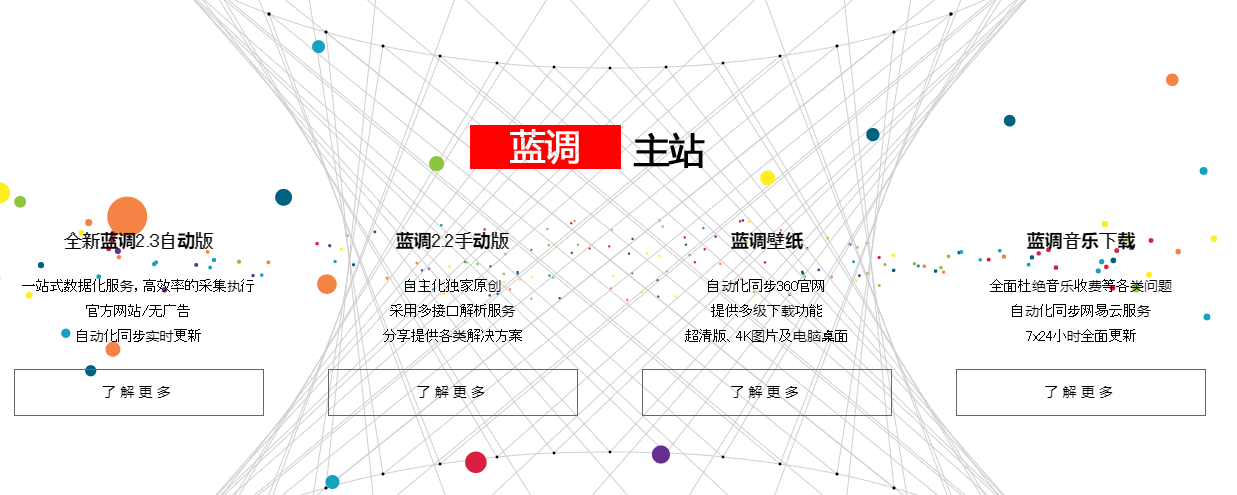 蓝调 主站
全新蓝调2.3自动版
一站式数据化服务, 高效率的采集执行
官方网站/无广告
自动化同步实时更新
了解更多
蓝调2.2手动版
自主化独家原创
采用多接口解析服务
分享提供各类解决方案
了解更多
蓝调壁纸
自动化同步360官网
提供多级下载功能
超清版、4K图片及电脑桌面
了解更多
蓝调音乐下载
全面杜绝音乐收费等各类问题
自动化同步网易云服务
7x24小时全面更新
了解更多